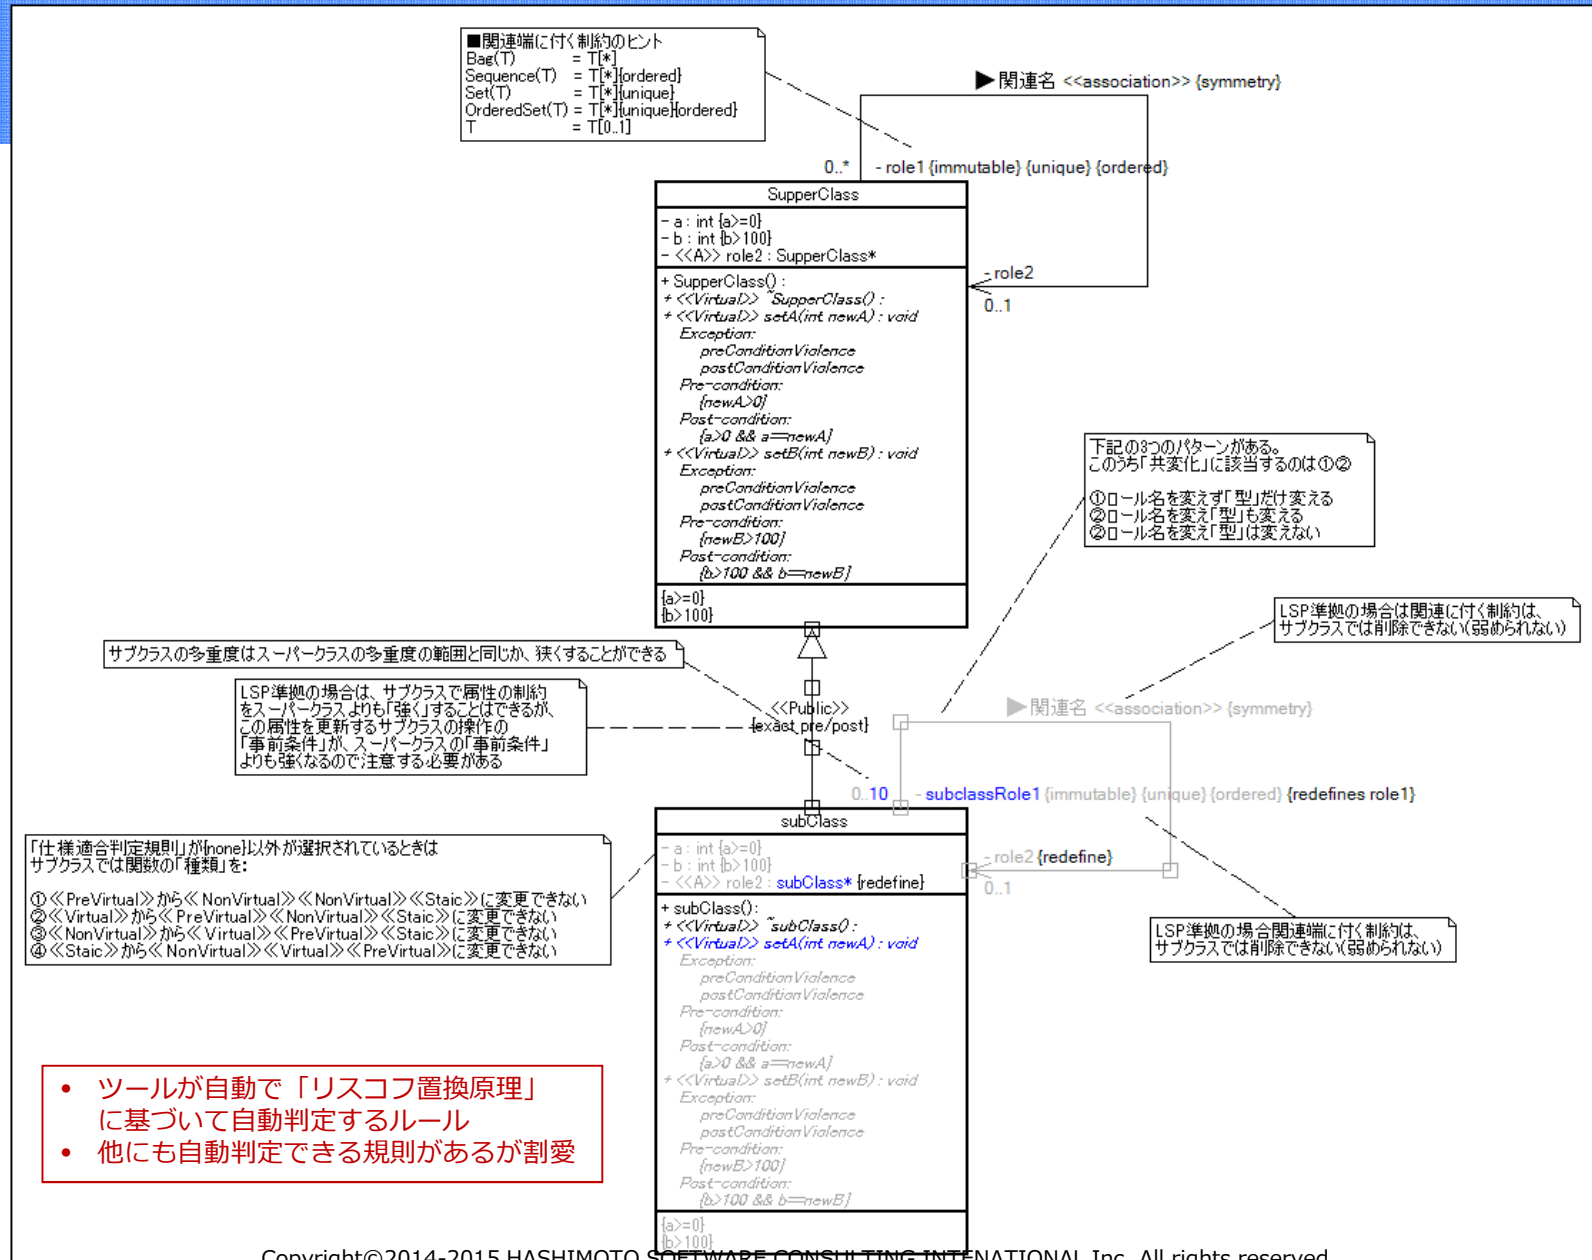 ■関連端に付く制約のヒント
Bag(T) = T[*]
Sequence(T) = T[*]{ordered}
Set(T) = T[*]{unique}
OrderedSet(T) = T[*]{unique}{ordered}
T = T[0..1]
▶関連名 <<association>> {symmetry}
0..* - role1 {immutable} {unique} {ordered}
SupperClass
- a : int {a>=0}
- b : int {b>100}
- <<A>> role2 : SupperClass*
- role2
0..1
+ SupperClass() :
+ <<Virtual>> ~SupperClass() :
+ <<Virtual>> setA(int newA) : void
Exception:
preConditionViolence
postConditionViolence
Pre-condition:
{newA>0}
Post-condition:
{a>0 && a==newA}
+ <<Virtual>> setB(int newB) : void
Exception:
preConditionViolence
postConditionViolence
Pre-condition:
{newB>100}
Post-condition:
{b>100 && b==newB}
{a>=0}
{b>100}
下記の3つのパターンがある。
このうち「共変化」に該当するのは①②
①ロール名を変えず「型」だけ変える
②ロール名を変え「型」も変える
②ロール名を変え「型」は変えない
LSP準拠の場合は関連に付く制約は、
サブクラスでは削除できない(弱められない)
サブクラスの多重度はスーパークラスの多重度の範囲と同じか、狭くすることができる
LSP準拠の場合は、サブクラスで属性の制約
をスーパークラスよりも「強く」することはできるが、
この属性を更新するサブクラスの操作の
「事前条件」が、スーパークラスの「事前条件」
よりも強くなるので注意する必要がある
<<Public>>
{exact pre/post}
▶関連名 <<association>> {symmetry}
0..10 - subclassRole1 {immutable} {unique} {ordered} {redefines role1}
subClass
- a : int {a>=0}
- b : int {b>100}
- <<A>> role2 : subClass* {redefine}
- role2 {redefine}
0..1
+ subClass():
+ <<Virtual>> ~subClass() :
+ <<Virtual>> setA(int newA) : void
Exception:
preConditionViolence
postConditionViolence
Pre-condition:
{newA>0}
Post-condition:
{a>0 && a==newA}
+ <<Virtual>> setB(int newB) : void
Exception:
preConditionViolence
postConditionViolence
Pre-condition:
{newB>100}
Post-condition:
{b>100 && b==newB}
{a>=0}
{b>100}
「仕様適合判定規則」が{none}以外が選択されているときは
サブクラスでは関数の「種類」を:
①≪PreVirtual≫から≪NonVirtual≫≪NonVirtual≫≪Staic≫に変更できない
②≪Virtual≫から≪PreVirtual≫≪NonVirtual≫≪Staic≫に変更できない
③≪NonVirtual≫から≪Virtual≫≪PreVirtual≫≪Staic≫に変更できない
④≪Staic≫から≪NonVirtual≫≪Virtual≫≪PreVirtual≫に変更できない
LSP準拠の場合関連端に付く制約は、
サブクラスでは削除できない(弱められない)
• ツールが自動で「リスコフ置換原理」
に基づいて自動判定するルール
• 他にも自動判定できる規則があるが割愛
Copyright©2014-2015 HASHIMOTO SOFTWARE CONSULTING INTENATIONAL Inc. All rights reserved